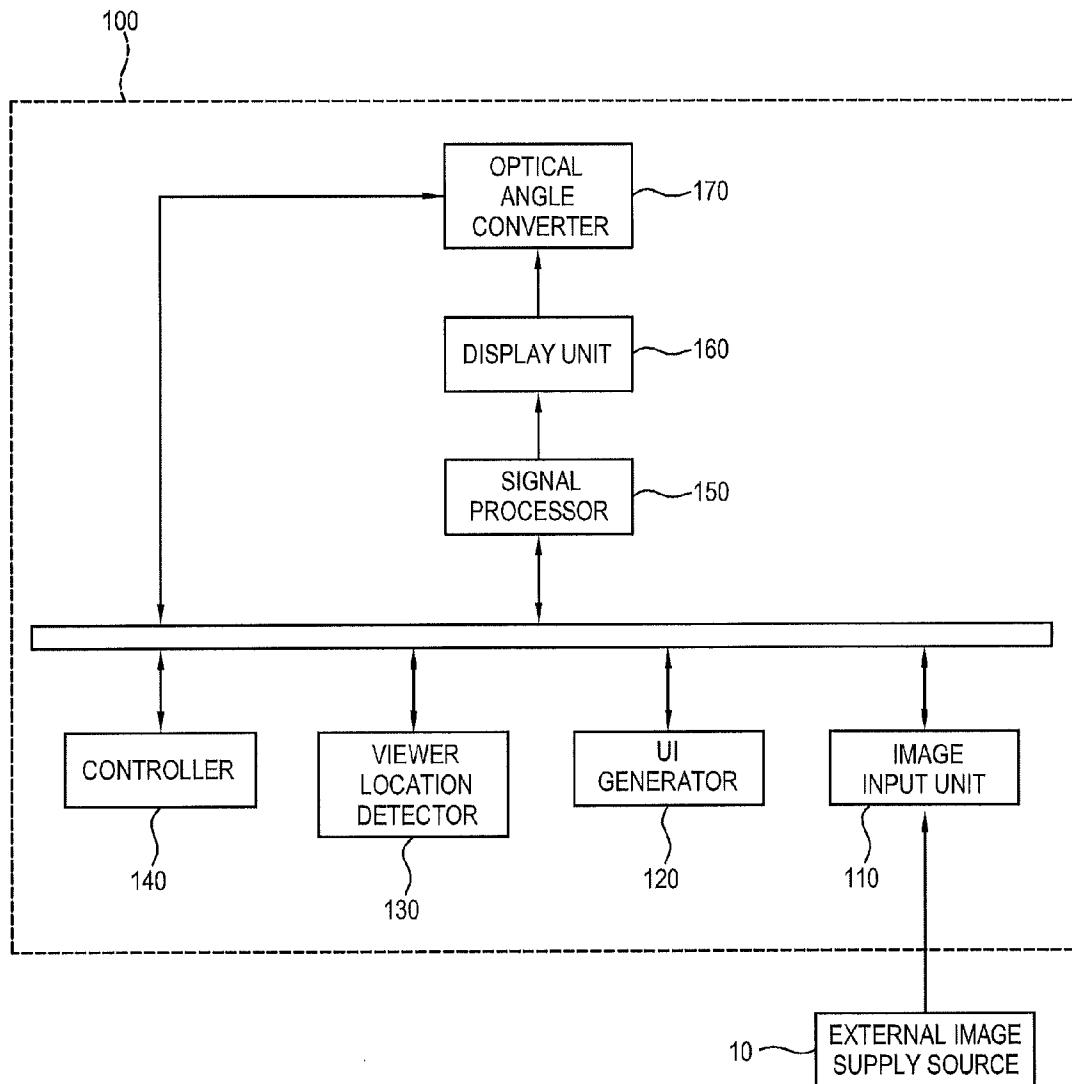 100
OPTICAL
ANGLE
CONVERTER
170
DISPLAY UNIT
160
SIGNAL
PROCESSOR
150
CONTROLLER
140
VIEWER
LOCATION
DETECTOR
130
UI
GENERATOR
120
IMAGE
INPUT UNIT
110
10
EXTERNAL IMAGE
SUPPLY SOURCE